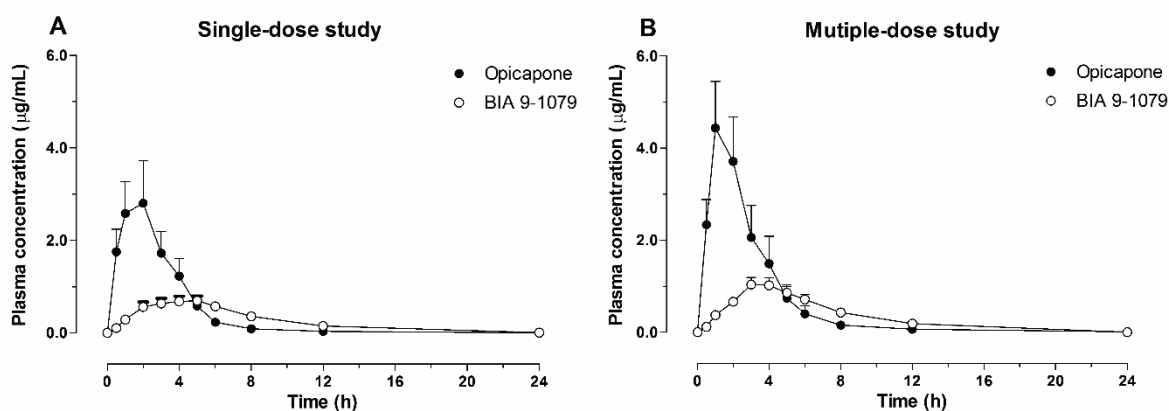 A
Single-dose study
6.0
4.0
2.0
0.0
Plasma concentration (µg/mL)
Opicapone
BIA 9-1079
0 4 8 12 16 20 24
Time (h)
B
Mutiple-dose study
6.0
4.0
2.0
0.0
Plasma concentration (µg/mL)
Opicapone
BIA 9-1079
0 4 8 12 16 20 24
Time (h)